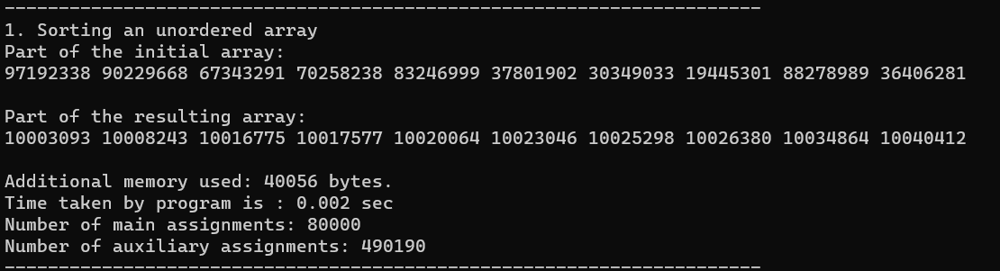 ----------------------------------------------------------------------
1. Sorting an unordered array
Part of the initial array:
97192338 90229668 67343291 70258238 83246999 37801902 30349033 19445301 88278989 36406281
Part of the resulting array:
10003093 10008243 10016775 10017577 10020064 10023046 10025298 10026380 10034864 10040412
Additional memory used: 40056 bytes.
Time taken by program is : 0.002 sec
Number of main assignments: 80000
Number of auxiliary assignments: 490190
----------------------------------------------------------------------